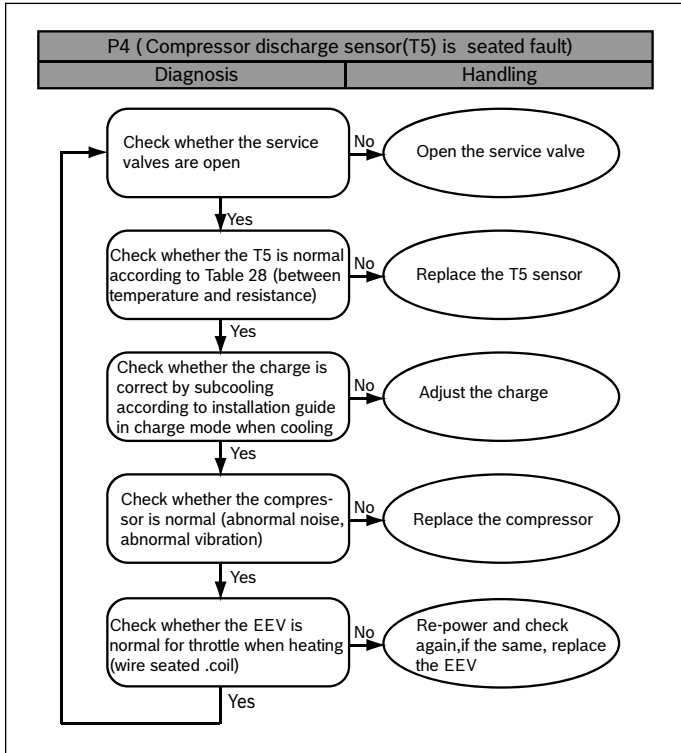 P4 ( Compressor discharge sensor(T5) is seated fault)
Diagnosis
Handling
Check whether the service
valves are open
No
Open the service valve
Yes
Check whether the T5 is normal
according to Table 28 (between
temperature and resistance)
No
Replace the T5 sensor
Yes
Check whether the charge is
correct by subcooling
according to installation guide
in charge mode when cooling
No
Adjust the charge
Yes
Check whether the compres-
sor is normal (abnormal noise,
abnormal vibration)
No
Replace the compressor
Yes
Check whether the EEV is
normal for throttle when heating
(wire seated .coil)
No
Re-power and check
again,if the same, replace
the EEV
Yes